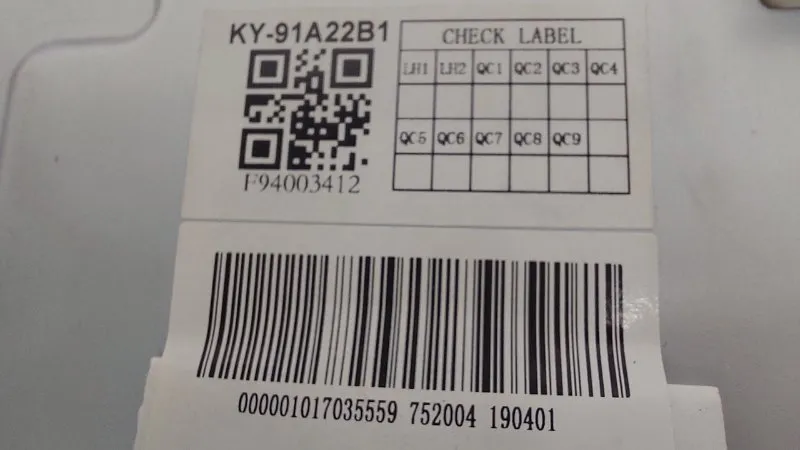 KY-91A22B1
CHECK LABEL
LH1 LH2 QC1 QC2 QC3 QC4
QC5 QC6 QC7 QC8 QC9
F94003412
000001017035559 752004 190401